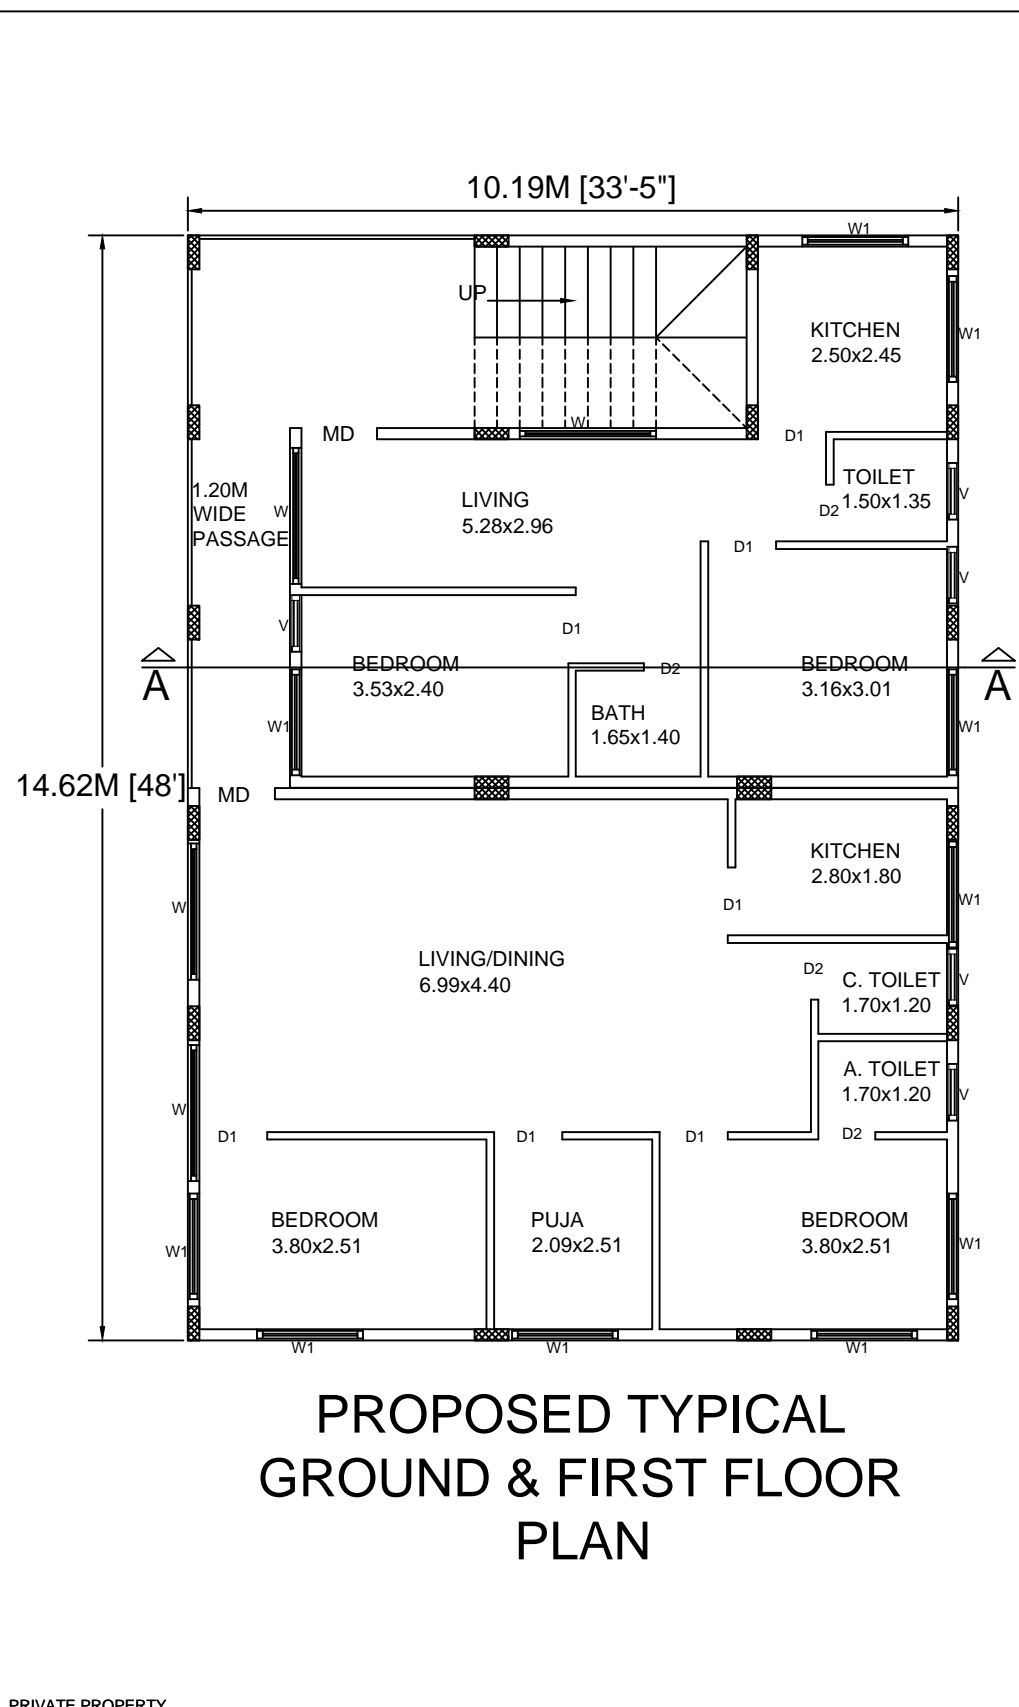 10.19M [33'-5"]
W1
UP
KITCHEN
2.50x2.45
W1
W
MD
D1
1.20M
WIDE
PASSAGE
W
LIVING
5.28x2.96
TOILET
1.50x1.35
D2
V
D1
V
V
D1
BEDROOM
3.53x2.40
D2
BEDROOM
3.16x3.01
A
A
BATH
1.65x1.40
W1
W1
14.62M [48']
MD
KITCHEN
2.80x1.80
W
D1
W1
LIVING/DINING
6.99x4.40
D2
C. TOILET
1.70x1.20
V
A. TOILET
1.70x1.20
V
W
D1
D1
D1
D2
BEDROOM
3.80x2.51
PUJA
2.09x2.51
BEDROOM
3.80x2.51
W1
W1
W1
W1
W1
PROPOSED TYPICAL
GROUND & FIRST FLOOR
PLAN
PRIVATE PROPERTY